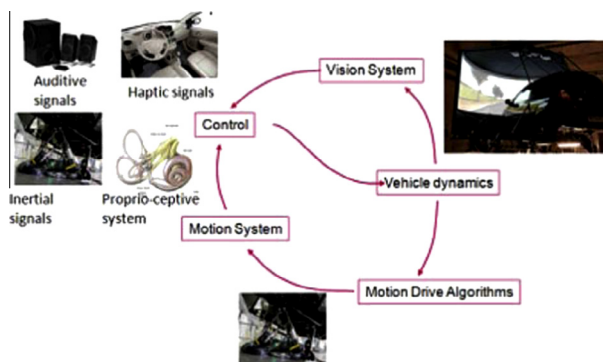 Auditive
signals
Haptic signals
Vision System
Control
Inertial
signals
Proprio-ceptive
system
Vehicle dynamics
Motion System
Motion Drive Algorithms